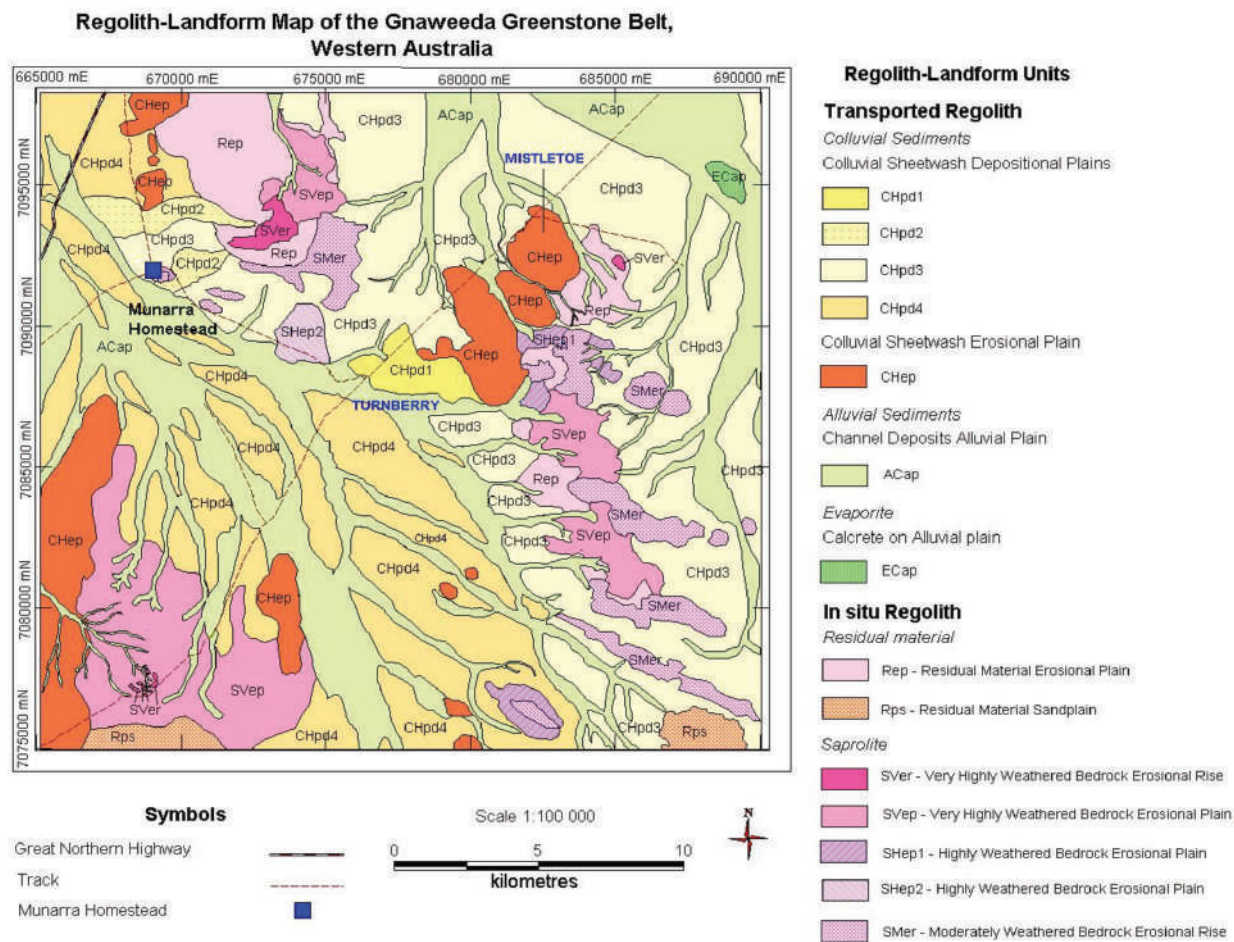 Regolith-Landform Map of the Gnaweeda Greenstone Belt,
Western Australia
665000 mE 670000 mE 675000 mE 680000 mE 685000 mE 690000 mE
7095000 mN
7090000 mN
7085000 mN
7080000 mN
7075000 mN
CHep
CHpd3
ACap
ACap
Rep
CHpd4
MISTLETOE
CHep
CHpd3
ECap
SVep
CHpd2
SVer
CHpd3
CHpd3
CHpd4
CHpd2
Rep
SMer
CHep
SVer
CHep
Munarra
Homestead
SHep2
CHpd3
Rep
SHep1
CHpd3
ACap
CHep
CHpd4
CHpd1
SMer
TURNBERRY
CHpd3
SVep
CHpd4
CHpd4
CHpd3
CHpd3
CHpd4
Rep
CHpd3
SMer
CHep
CHpd4
CHpd3
SVep
CHpd4
CHpd3
CHep
SMer
SMer
SVep
SVer
Rps
CHpd4
CHpd4
CHpd3
Rps
Regolith-Landform Units
Transported Regolith
Colluvial Sediments
Colluvial Sheetwash Depositional Plains
CHpd1
CHpd2
CHpd3
CHpd4
Colluvial Sheetwash Erosional Plain
CHep
Alluvial Sediments
Channel Deposits Alluvial Plain
ACap
Evaporite
Calcrete on Alluvial plain
ECap
In situ Regolith
Residual material
Rep - Residual Material Erosional Plain
Rps - Residual Material Sandplain
Saprolite
SVer - Very Highly Weathered Bedrock Erosional Rise
SVep - Very Highly Weathered Bedrock Erosional Plain
SHep1 - Highly Weathered Bedrock Erosional Plain
SHep2 - Highly Weathered Bedrock Erosional Plain
SMer - Moderately Weathered Bedrock Erosional Rise
Symbols
Great Northern Highway
Track
Munarra Homestead
Scale 1:100 000
0 5 10
kilometres
N